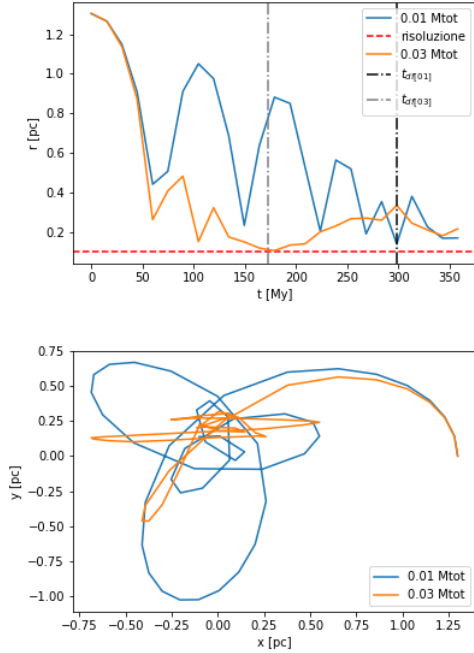 0.01 Mtot
risoluzione
0.03 Mtot
t_df[01]
t_df[03]
r [pc]
1.2
1.0
0.8
0.6
0.4
0.2
0 50 100 150 200 250 300 350
t [My]
y [pc]
0.75
0.50
0.25
0.00
−0.25
−0.50
−0.75
−1.00
0.01 Mtot
0.03 Mtot
−0.75 −0.50 −0.25 0.00 0.25 0.50 0.75 1.00 1.25
x [pc]